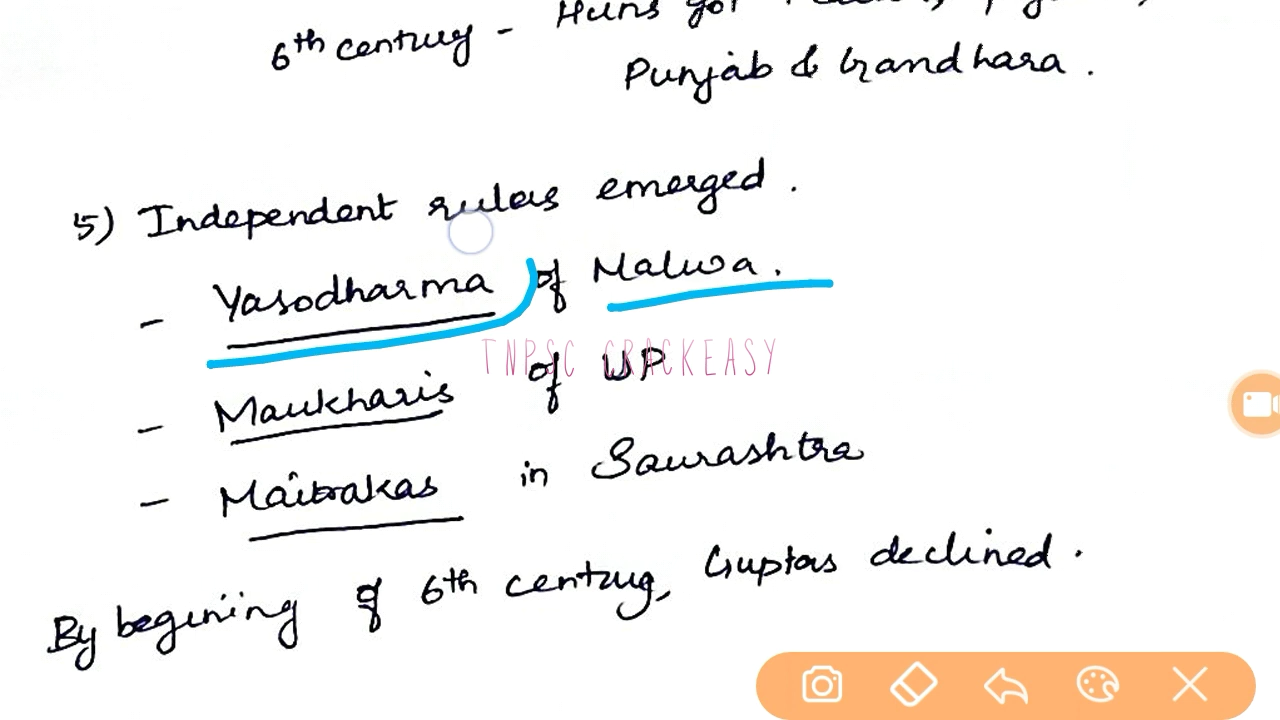 6th century - Huns got
Punjab & Gandhara .
5) Independent rulers emerged .
- Yasodharma of Malwa .
TNPSC CRACKEASY
- Maukharis of UP
- Maitrakas in Saurashtra
By begining of 6th century, Guptas declined .